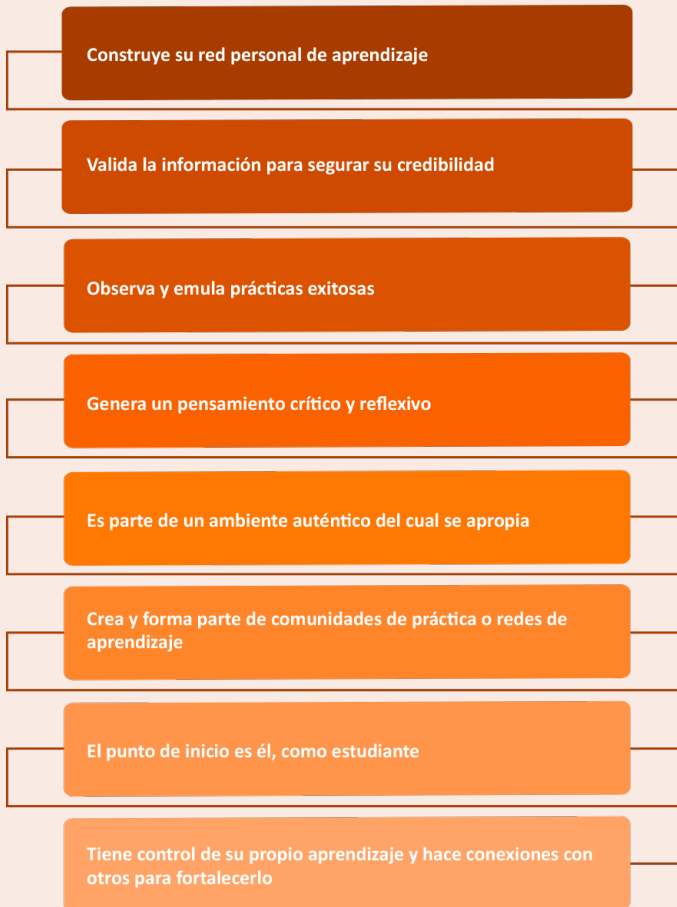 Construye su red personal de aprendizaje
Valida la información para segurar su credibilidad
Observa y emula prácticas exitosas
Genera un pensamiento crítico y reflexivo
Es parte de un ambiente auténtico del cual se apropia
Crea y forma parte de comunidades de práctica o redes de
aprendizaje
El punto de inicio es él, como estudiante
Tiene control de su propio aprendizaje y hace conexiones con
otros para fortalecerlo